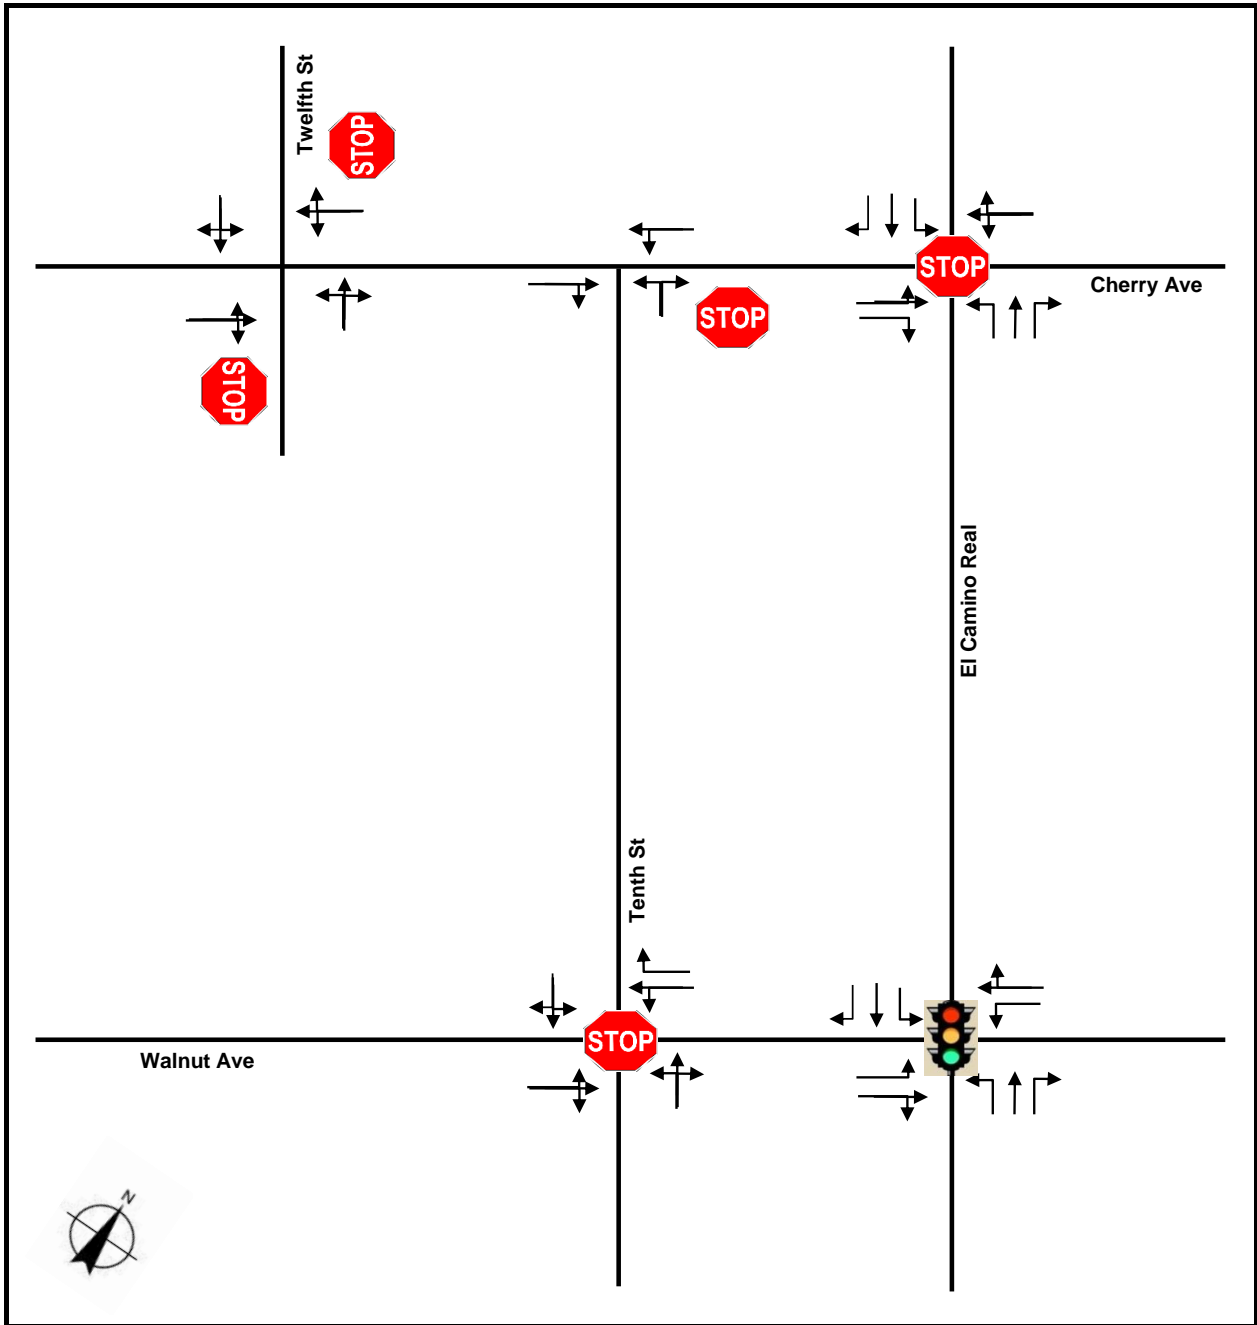 Twelfth St
STOP
STOP
Cherry Ave
STOP
STOP
El Camino Real
Tenth St
STOP
Walnut Ave
N